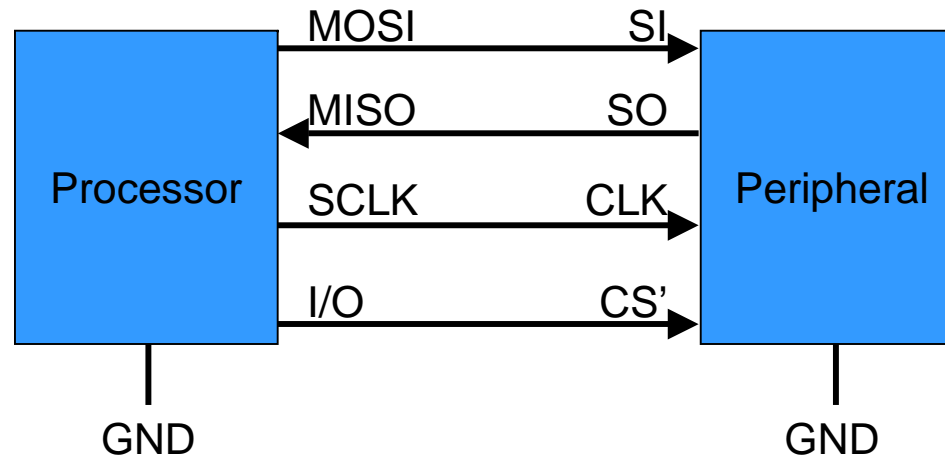 MOSI SI
MISO SO
Processor Peripheral
SCLK CLK
I/O CS’
GND GND